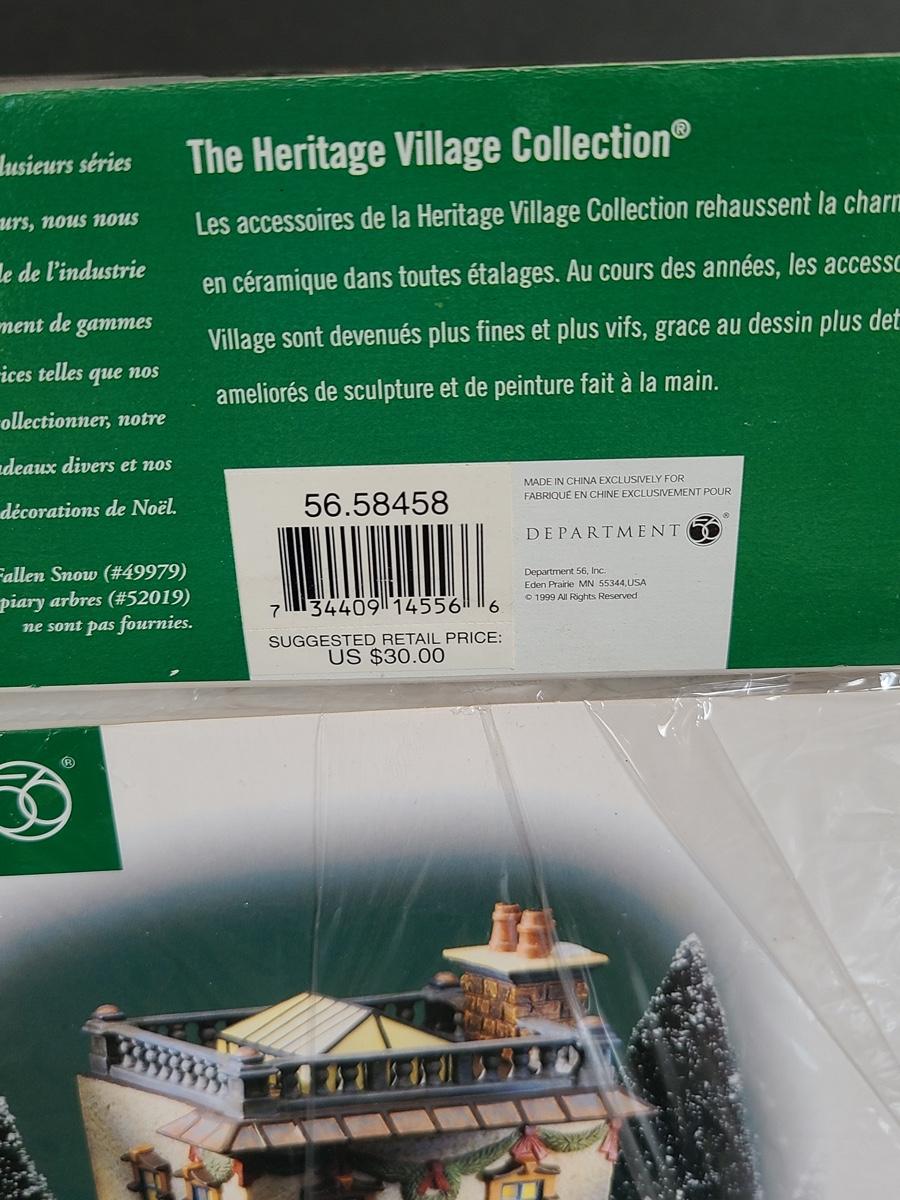 lusieurs séries
urs, nous nous
le de l'industrie
ment de gammes
ices telles que nos
ollectionner, notre
deaux divers et nos
décorations de Noël.
Fallen Snow (#49979)
piary arbres (#52019)
ne sont pas fournies.
The Heritage Village Collection®
Les accessoires de la Heritage Village Collection rehaussent la charm
en céramique dans toutes étalages. Au cours des années, les accesso
Village sont devenués plus fines et plus vifs, grace au dessin plus det
ameliorés de sculpture et de peinture fait à la main.
56.58458
7 34409 14556 6
SUGGESTED RETAIL PRICE:
US $30.00
MADE IN CHINA EXCLUSIVELY FOR
FABRIQUÉ EN CHINE EXCLUSIVEMENT POUR
DEPARTMENT 56®
Department 56, Inc.
Eden Prairie MN 55344,USA
© 1999 All Rights Reserved
56®